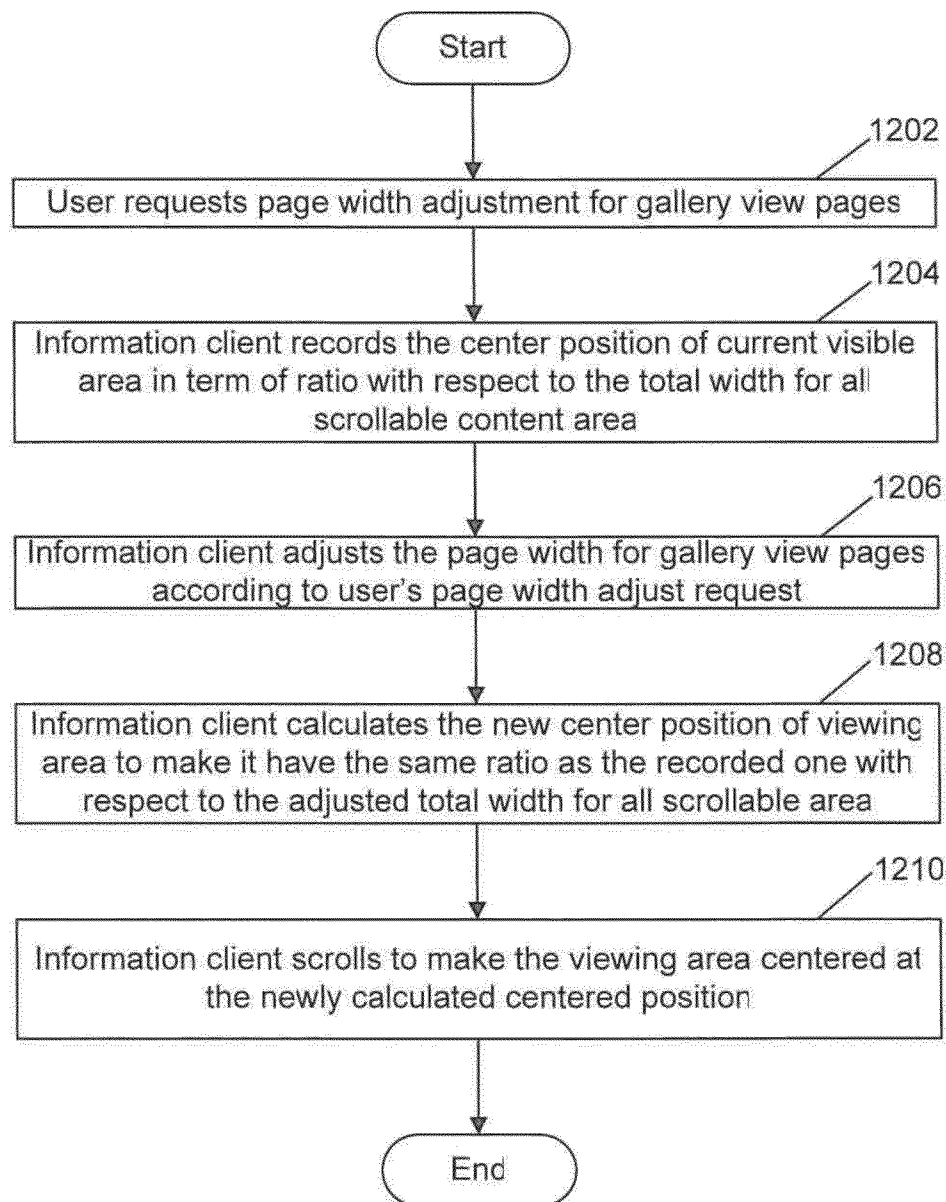 Start
1202
User requests page width adjustment for gallery view pages
1204
Information client records the center position of current visible
area in term of ratio with respect to the total width for all
scrollable content area
1206
Information client adjusts the page width for gallery view pages
according to user's page width adjust request
1208
Information client calculates the new center position of viewing
area to make it have the same ratio as the recorded one with
respect to the adjusted total width for all scrollable area
1210
Information client scrolls to make the viewing area centered at
the newly calculated centered position
End